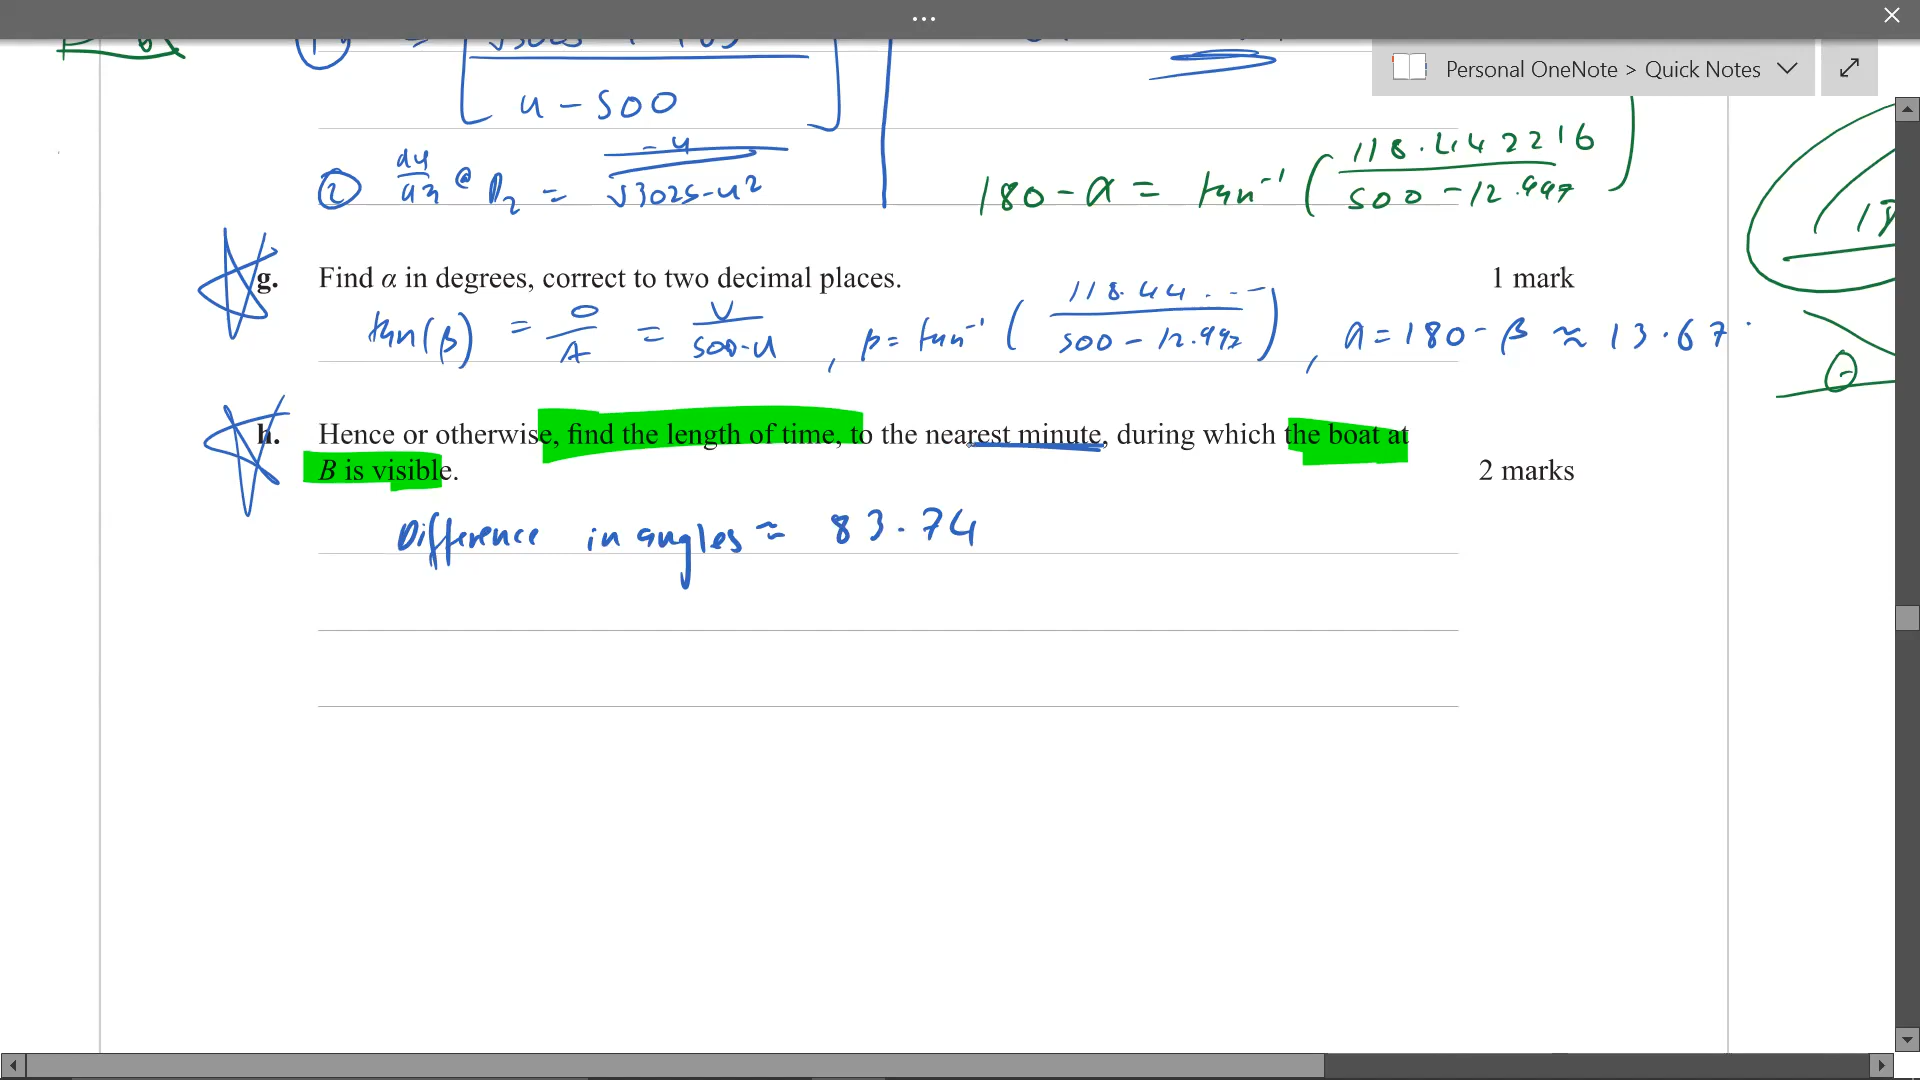 Personal OneNote > Quick Notes
u - 500
② dy/dx @ P₂ = -u / √3025-u²
180 - α = tan⁻¹ ( 118.442216 / 500 - 12.997 )
g. Find α in degrees, correct to two decimal places. 1 mark
tan(β) = O/A = V/500-u , β = tan⁻¹ ( 118.44... / 500 - 12.997 ) , α = 180 - β ≈ 13.67
h. Hence or otherwise, find the length of time, to the nearest minute, during which the boat at
B is visible. 2 marks
Difference in angles ≈ 83.74